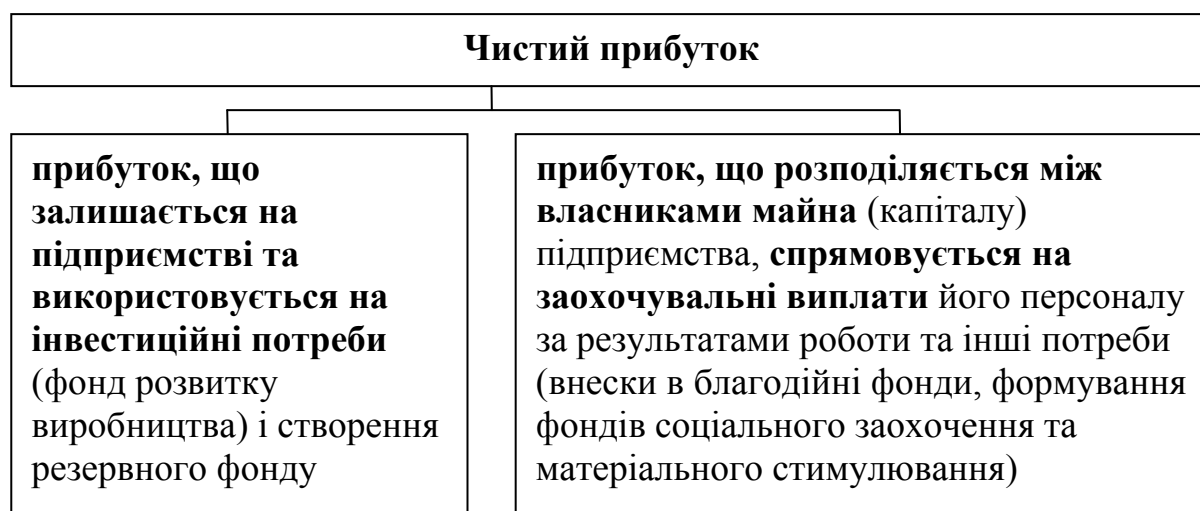 Чистий прибуток
прибуток, що
залишається на
підприємстві та
використовується на
інвестиційні потреби
(фонд розвитку
виробництва) і створення
резервного фонду
прибуток, що розподіляється між
власниками майна (капіталу)
підприємства, спрямовується на
заохочувальні виплати його персоналу
за результатами роботи та інші потреби
(внески в благодійні фонди, формування
фондів соціального заохочення та
матеріального стимулювання)